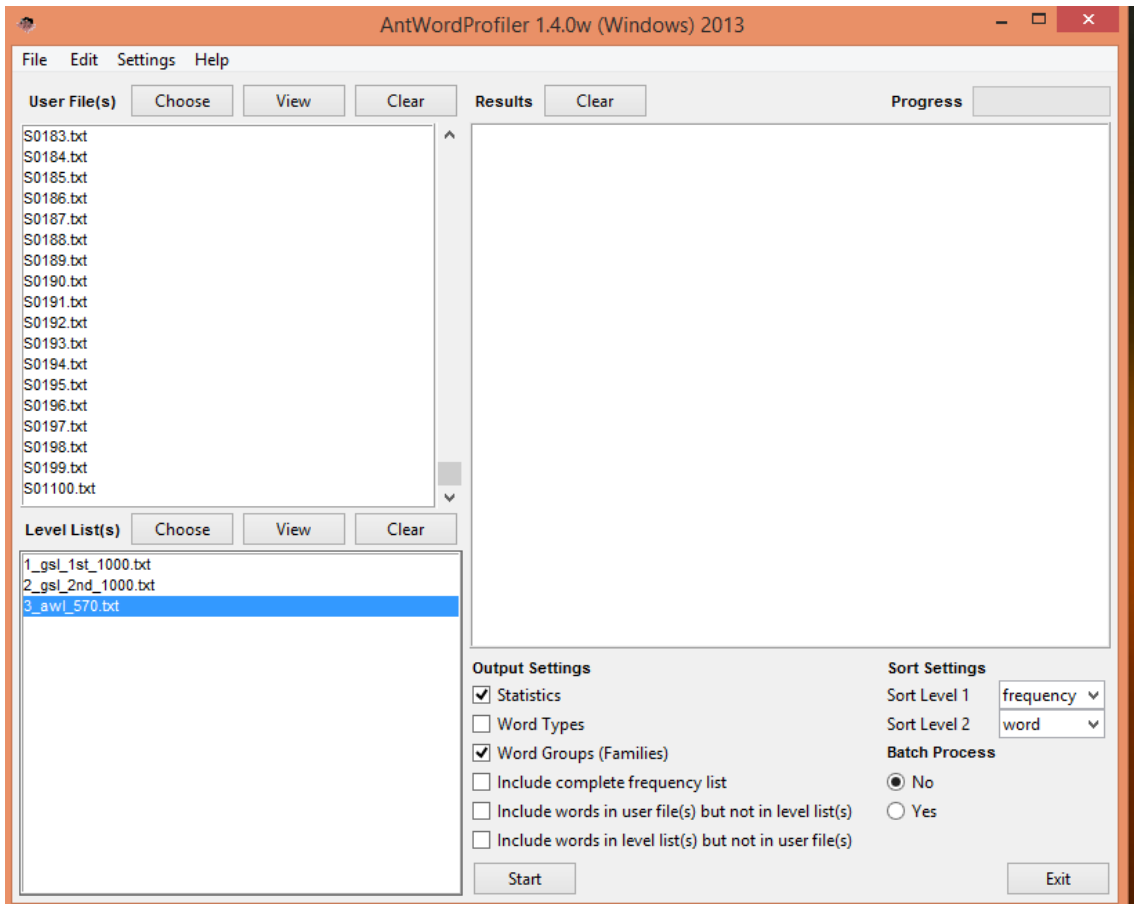 AntWordProfiler 1.4.0w (Windows) 2013
File Edit Settings Help
User File(s) Choose View Clear Results Clear Progress
S0183.txt
S0184.txt
S0185.txt
S0186.txt
S0187.txt
S0188.txt
S0189.txt
S0190.txt
S0191.txt
S0192.txt
S0193.txt
S0194.txt
S0195.txt
S0196.txt
S0197.txt
S0198.txt
S0199.txt
S01100.txt
Level List(s) Choose View Clear
1_gsl_1st_1000.txt
2_gsl_2nd_1000.txt
3_awl_570.txt
Output Settings
Statistics
Word Types
Word Groups (Families)
Include complete frequency list
Include words in user file(s) but not in level list(s)
Include words in level list(s) but not in user file(s)
Start
Sort Settings
Sort Level 1 frequency
Sort Level 2 word
Batch Process
No
Yes
Exit